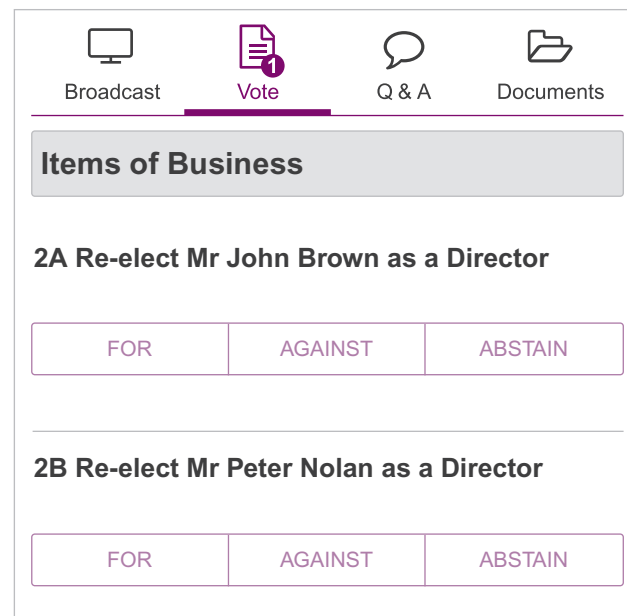 1
Broadcast Vote Q & A Documents
Items of Business
2A Re-elect Mr John Brown as a Director
FOR AGAINST ABSTAIN
2B Re-elect Mr Peter Nolan as a Director
FOR AGAINST ABSTAIN